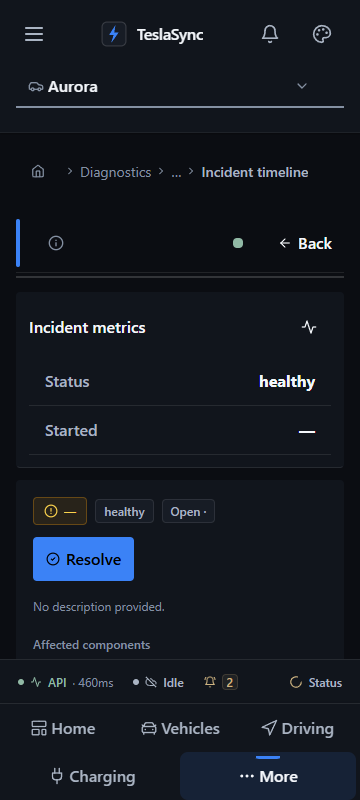 TeslaSync
Aurora
Diagnostics > ... > Incident timeline
← Back
Incident metrics
Status healthy
Started —
— healthy Open ·
Resolve
No description provided.
Affected components
API · 460ms Idle 2 Status
Home Vehicles Driving
Charging ··· More